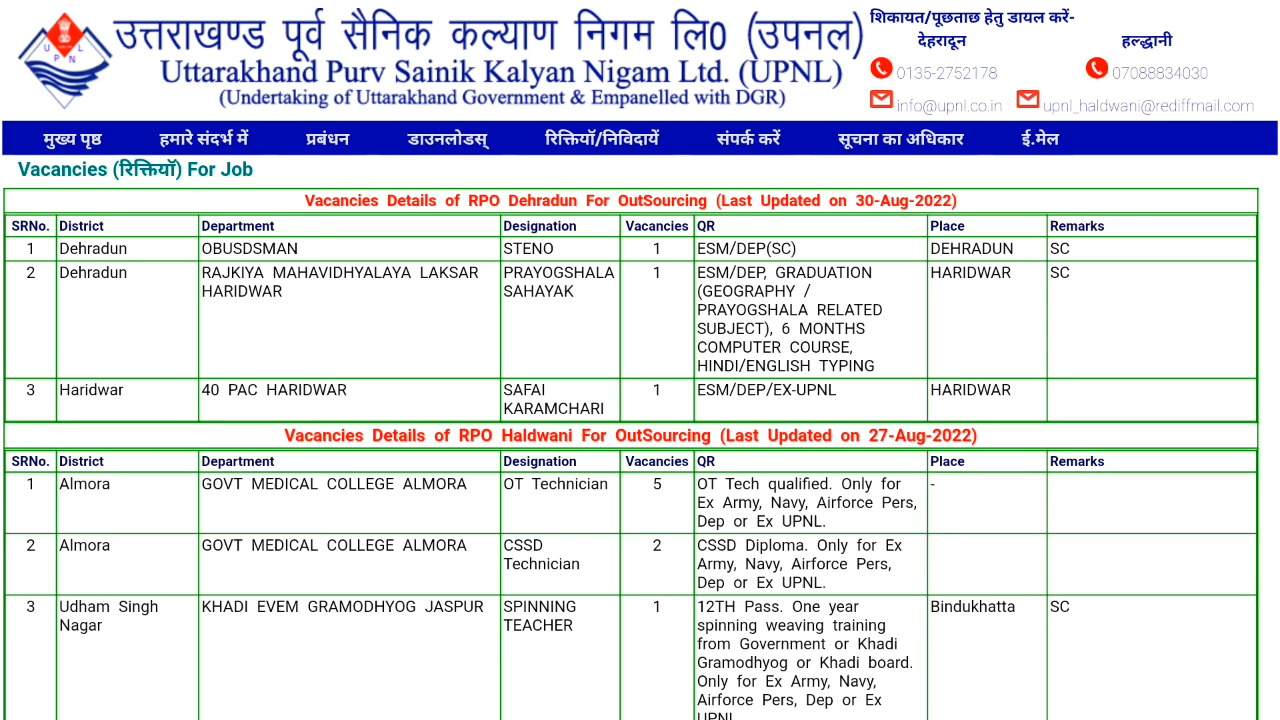 उत्तराखण्ड पूर्व सैनिक कल्याण निगम लि0 (उपनल)
Uttarakhand Purv Sainik Kalyan Nigam Ltd. (UPNL)
(Undertaking of Uttarakhand Government & Empanelled with DGR)
U L
P N
शिकायत/पूछताछ हेतु डायल करें-
देहरादून हल्द्धानी
0135-2752178 07088834030
info@upnl.co.in upnl_haldwani@rediffmail.com
मुख्य पृष्ठ हमारे संदर्भ में प्रबंधन डाउनलोडस् रिक्तियॉ/निविदायें संपर्क करें सूचना का अधिकार ई.मेल
Vacancies (रिक्तियॉ) For Job
Vacancies Details of RPO Dehradun For OutSourcing (Last Updated on 30-Aug-2022)
SRNo. District Department Designation Vacancies QR Place Remarks
1 Dehradun OBUSDSMAN STENO 1 ESM/DEP(SC) DEHRADUN SC
2 Dehradun RAJKIYA MAHAVIDHYALAYA LAKSAR PRAYOGSHALA 1 ESM/DEP, GRADUATION HARIDWAR SC
HARIDWAR SAHAYAK (GEOGRAPHY /
PRAYOGSHALA RELATED
SUBJECT), 6 MONTHS
COMPUTER COURSE,
HINDI/ENGLISH TYPING
3 Haridwar 40 PAC HARIDWAR SAFAI 1 ESM/DEP/EX-UPNL HARIDWAR
KARAMCHARI
Vacancies Details of RPO Haldwani For OutSourcing (Last Updated on 27-Aug-2022)
SRNo. District Department Designation Vacancies QR Place Remarks
1 Almora GOVT MEDICAL COLLEGE ALMORA OT Technician 5 OT Tech qualified. Only for -
Ex Army, Navy, Airforce Pers,
Dep or Ex UPNL.
2 Almora GOVT MEDICAL COLLEGE ALMORA CSSD 2 CSSD Diploma. Only for Ex
Technician Army, Navy, Airforce Pers,
Dep or Ex UPNL.
3 Udham Singh KHADI EVEM GRAMODHYOG JASPUR SPINNING 1 12TH Pass. One year Bindukhatta SC
Nagar TEACHER spinning weaving training
from Government or Khadi
Gramodhyog or Khadi board.
Only for Ex Army, Navy,
Airforce Pers, Dep or Ex
UPNL